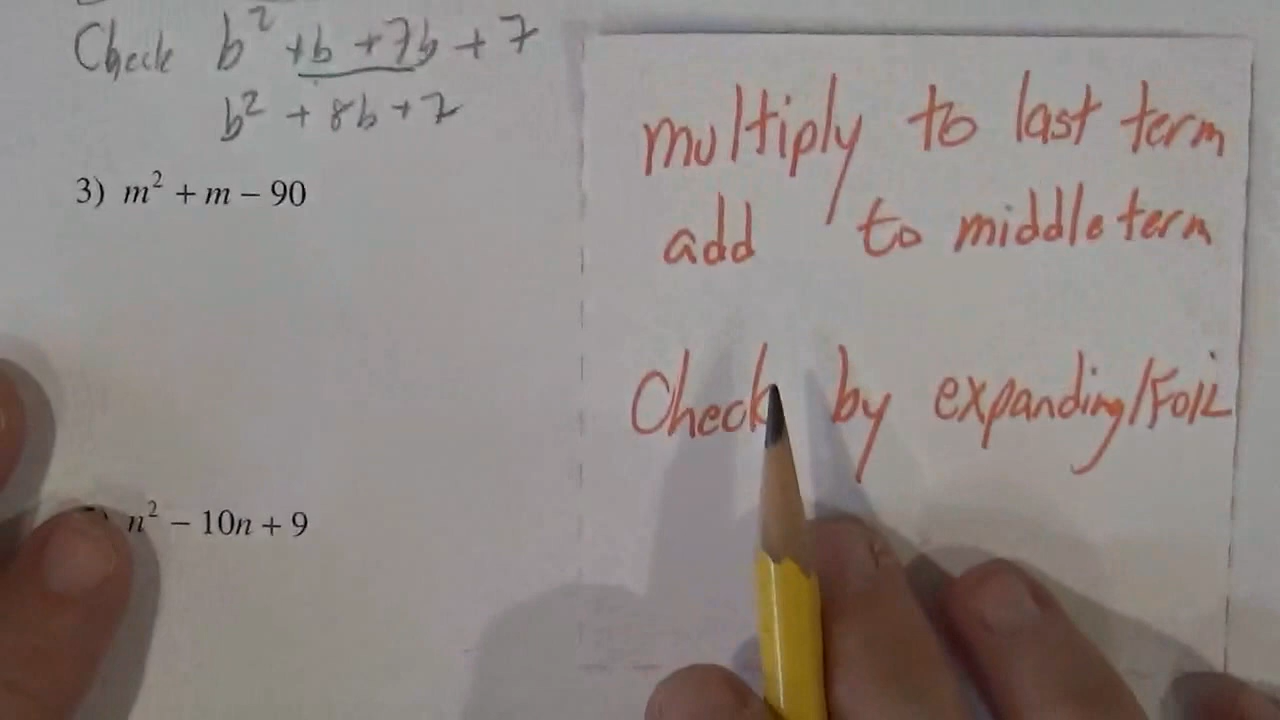 Check b² + b + 7b + 7
b² + 8b + 7
3) m² + m − 90
n² − 10n + 9
multiply to last term
add to middle term
Check by expanding/FOIL